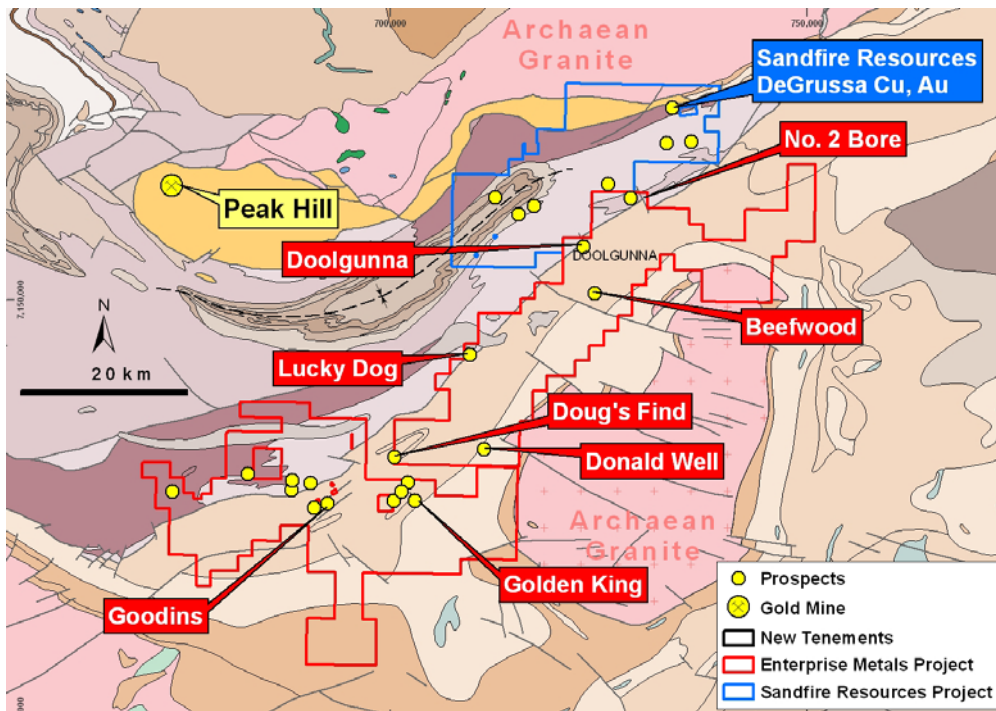 700,000
750,000
Archaean
Granite
Sandfire Resources
DeGrussa Cu, Au
No. 2 Bore
Peak Hill
Doolgunna
DOOLGUNNA
7,150,000
N
Beefwood
20 km
Lucky Dog
Doug's Find
Donald Well
Archaean
Granite
Golden King
Goodins
Prospects
Gold Mine
New Tenements
Enterprise Metals Project
Sandfire Resources Project